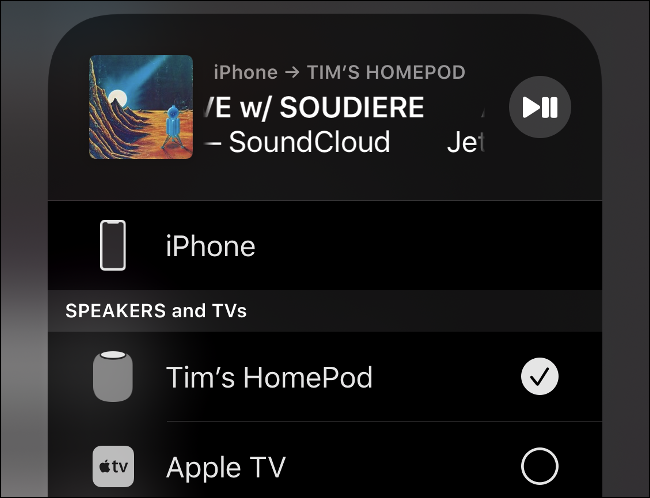 iPhone → TIM'S HOMEPOD
/E w/ SOUDIERE
– SoundCloud Jet
iPhone
SPEAKERS and TVs
Tim's HomePod
tv Apple TV